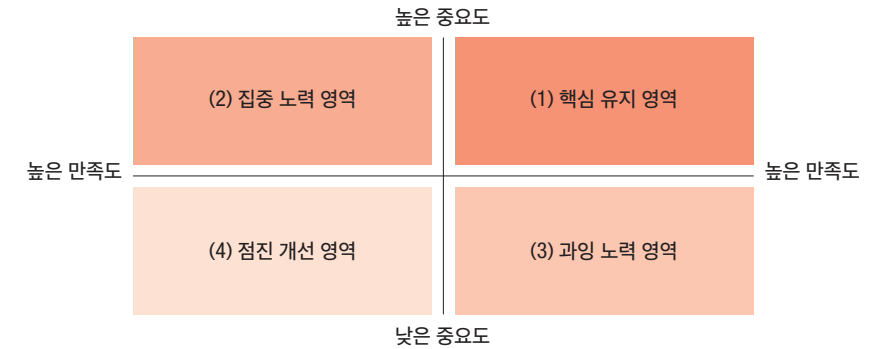 높은 중요도
(2) 집중 노력 영역
(1) 핵심 유지 영역
높은 만족도
높은 만족도
(4) 점진 개선 영역
(3) 과잉 노력 영역
낮은 중요도